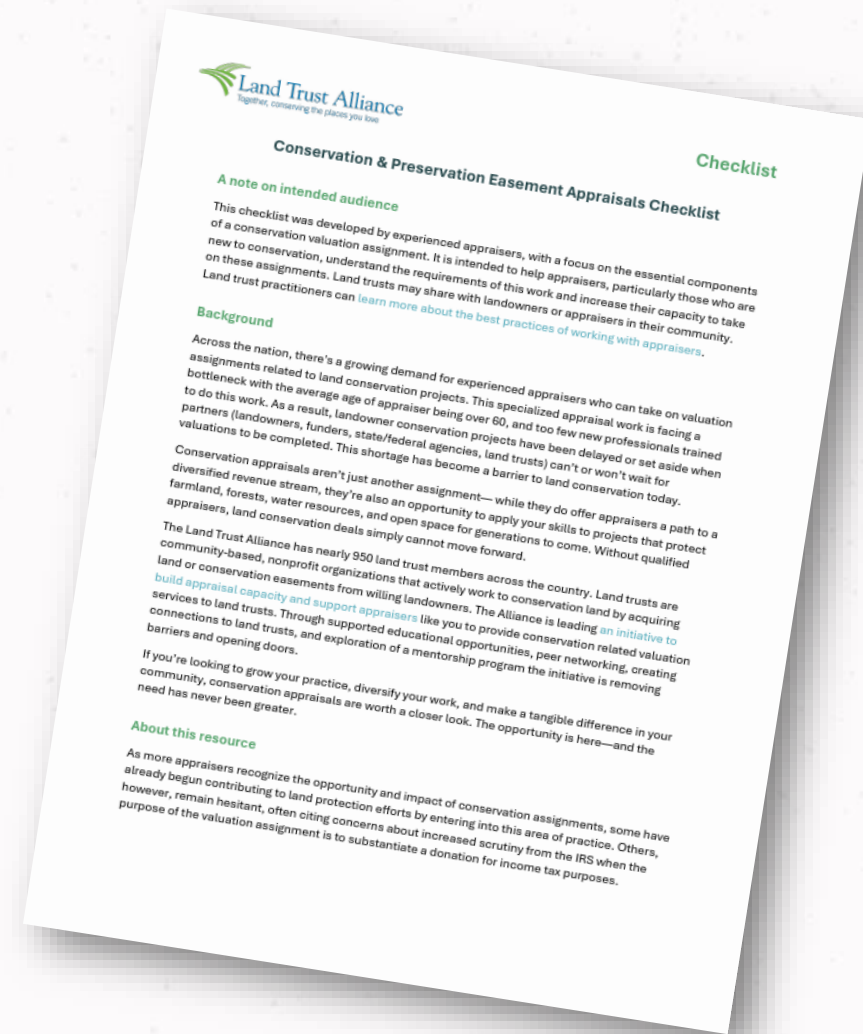 Land Trust Alliance
Together, conserving the places you love
Checklist
Conservation & Preservation Easement Appraisals Checklist
A note on intended audience
This checklist was developed by experienced appraisers, with a focus on the essential components
of a conservation valuation assignment. It is intended to help appraisers, particularly those who are
new to conservation, understand the requirements of this work and increase their capacity to take
on these assignments. Land trusts may share with landowners or appraisers in their community.
Land trust practitioners can learn more about the best practices of working with appraisers.
Background
Across the nation, there's a growing demand for experienced appraisers who can take on valuation
assignments related to land conservation projects. This specialized appraisal work is facing a
bottleneck with the average age of appraiser being over 60, and too few new professionals trained
to do this work. As a result, landowner conservation projects have been delayed or set aside when
partners (landowners, funders, state/federal agencies, land trusts) can't or won't wait for
valuations to be completed. This shortage has become a barrier to land conservation today.
Conservation appraisals aren't just another assignment— while they do offer appraisers a path to a
diversified revenue stream, they're also an opportunity to apply your skills to projects that protect
farmland, forests, water resources, and open space for generations to come. Without qualified
appraisers, land conservation deals simply cannot move forward.
The Land Trust Alliance has nearly 950 land trust members across the country. Land trusts are
community-based, nonprofit organizations that actively work to conservation land by acquiring
land or conservation easements from willing landowners. The Alliance is leading an initiative to
build appraisal capacity and support appraisers like you to provide conservation related valuation
services to land trusts. Through supported educational opportunities, peer networking, creating
connections to land trusts, and exploration of a mentorship program the initiative is removing
barriers and opening doors.
If you're looking to grow your practice, diversify your work, and make a tangible difference in your
community, conservation appraisals are worth a closer look. The opportunity is here—and the
need has never been greater.
About this resource
As more appraisers recognize the opportunity and impact of conservation assignments, some have
already begun contributing to land protection efforts by entering into this area of practice. Others,
however, remain hesitant, often citing concerns about increased scrutiny from the IRS when the
purpose of the valuation assignment is to substantiate a donation for income tax purposes.